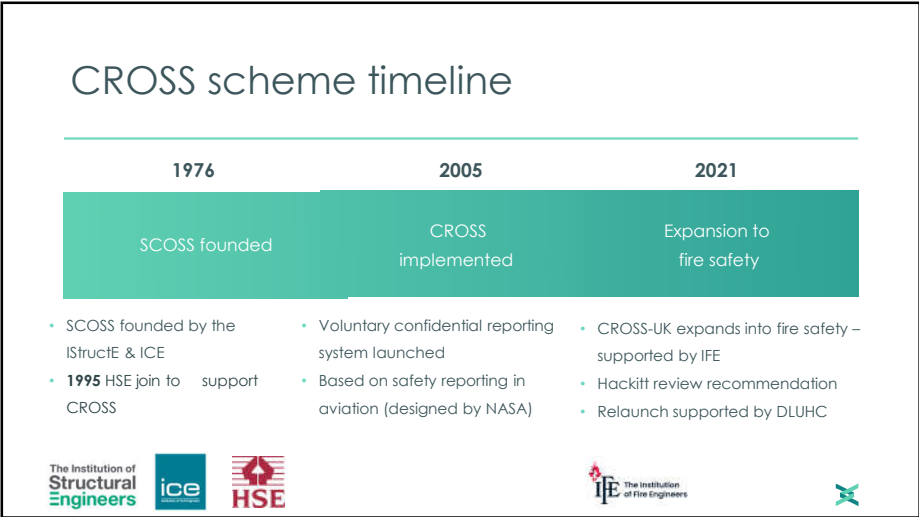 CROSS scheme timeline
1976
2005
2021
SCOSS founded
CROSS
implemented
Expansion to
fire safety
• SCOSS founded by the
IStructE & ICE
• 1995 HSE join to support
CROSS
• Voluntary confidential reporting
system launched
• Based on safety reporting in
aviation (designed by NASA)
• CROSS-UK expands into fire safety –
supported by IFE
• Hackitt review recommendation
• Relaunch supported by DLUHC
The Institution of
Structural
Engineers
ice
HSE
IFE
The Institution
of Fire Engineers